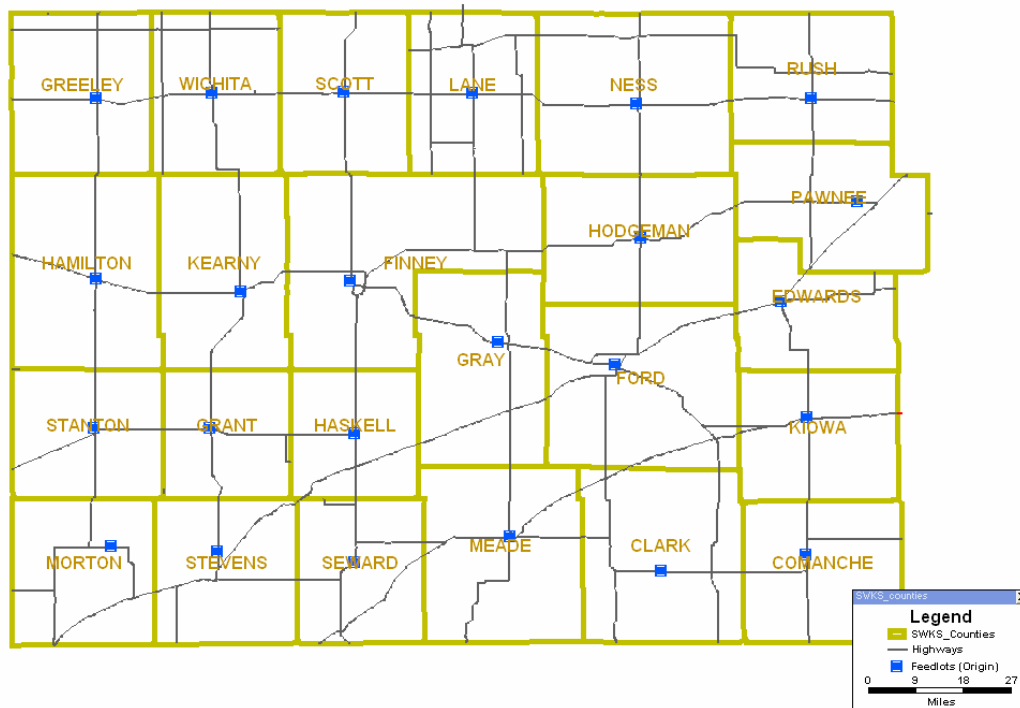 GREELEY
WICHITA
SCOTT
LANE
NESS
RUSH
PAWNEE
HODGEMAN
HAMILTON
KEARNY
FINNEY
EDWARDS
GRAY
FORD
STANTON
GRANT
HASKELL
KIOWA
MORTON
STEVENS
SEWARD
MEADE
CLARK
COMANCHE
SWKS_counties
Legend
SWKS_Counties
Highways
Feedlots (Origin)
0 9 18 27
Miles